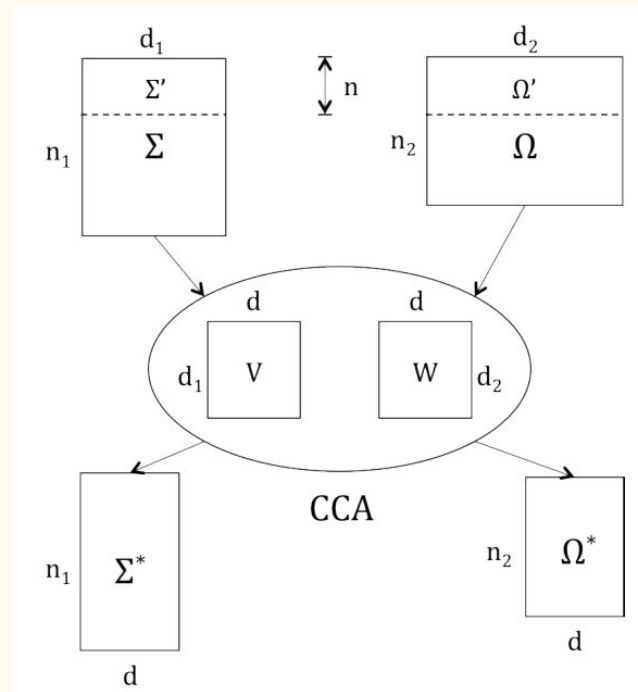 d₁ d₂
Σ' n Ω'
n₁ Σ n₂ Ω
d d
d₁ V W d₂
CCA
n₁ Σ* n₂ Ω*
d d